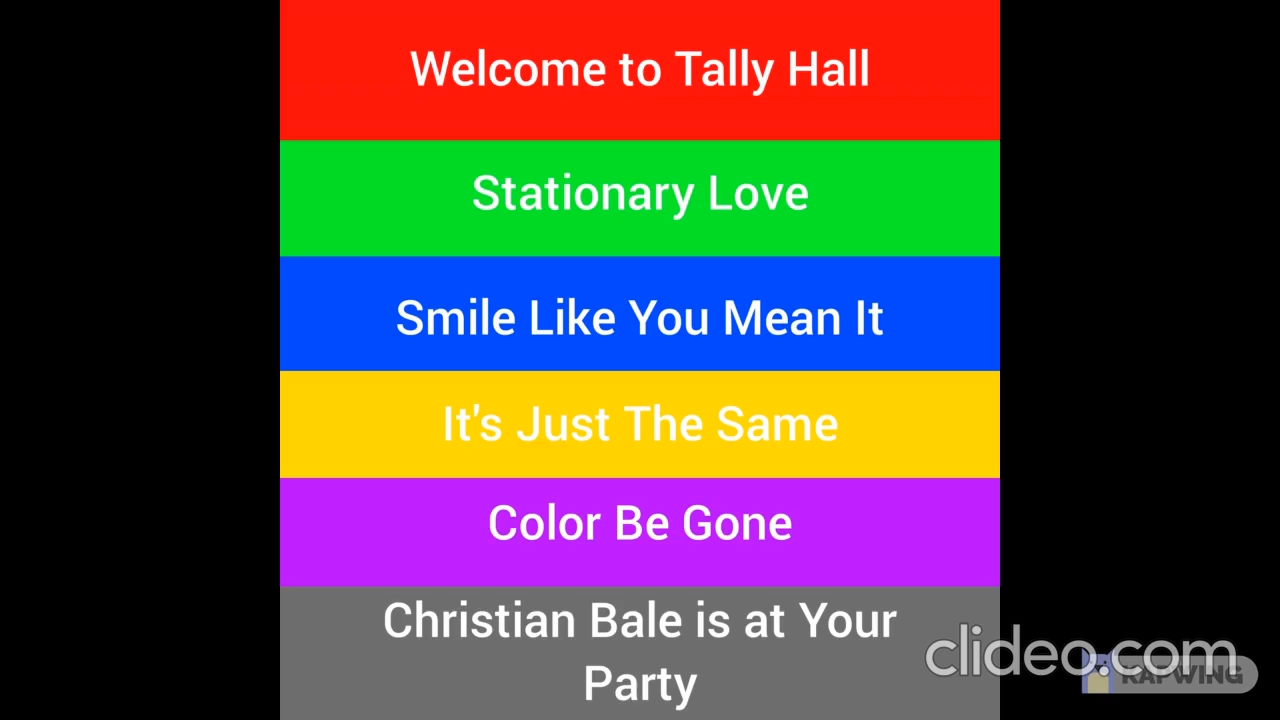 Welcome to Tally Hall
Stationary Love
Smile Like You Mean It
It's Just The Same
Color Be Gone
Christian Bale is at Your
Party
clideo.com
KAPWING